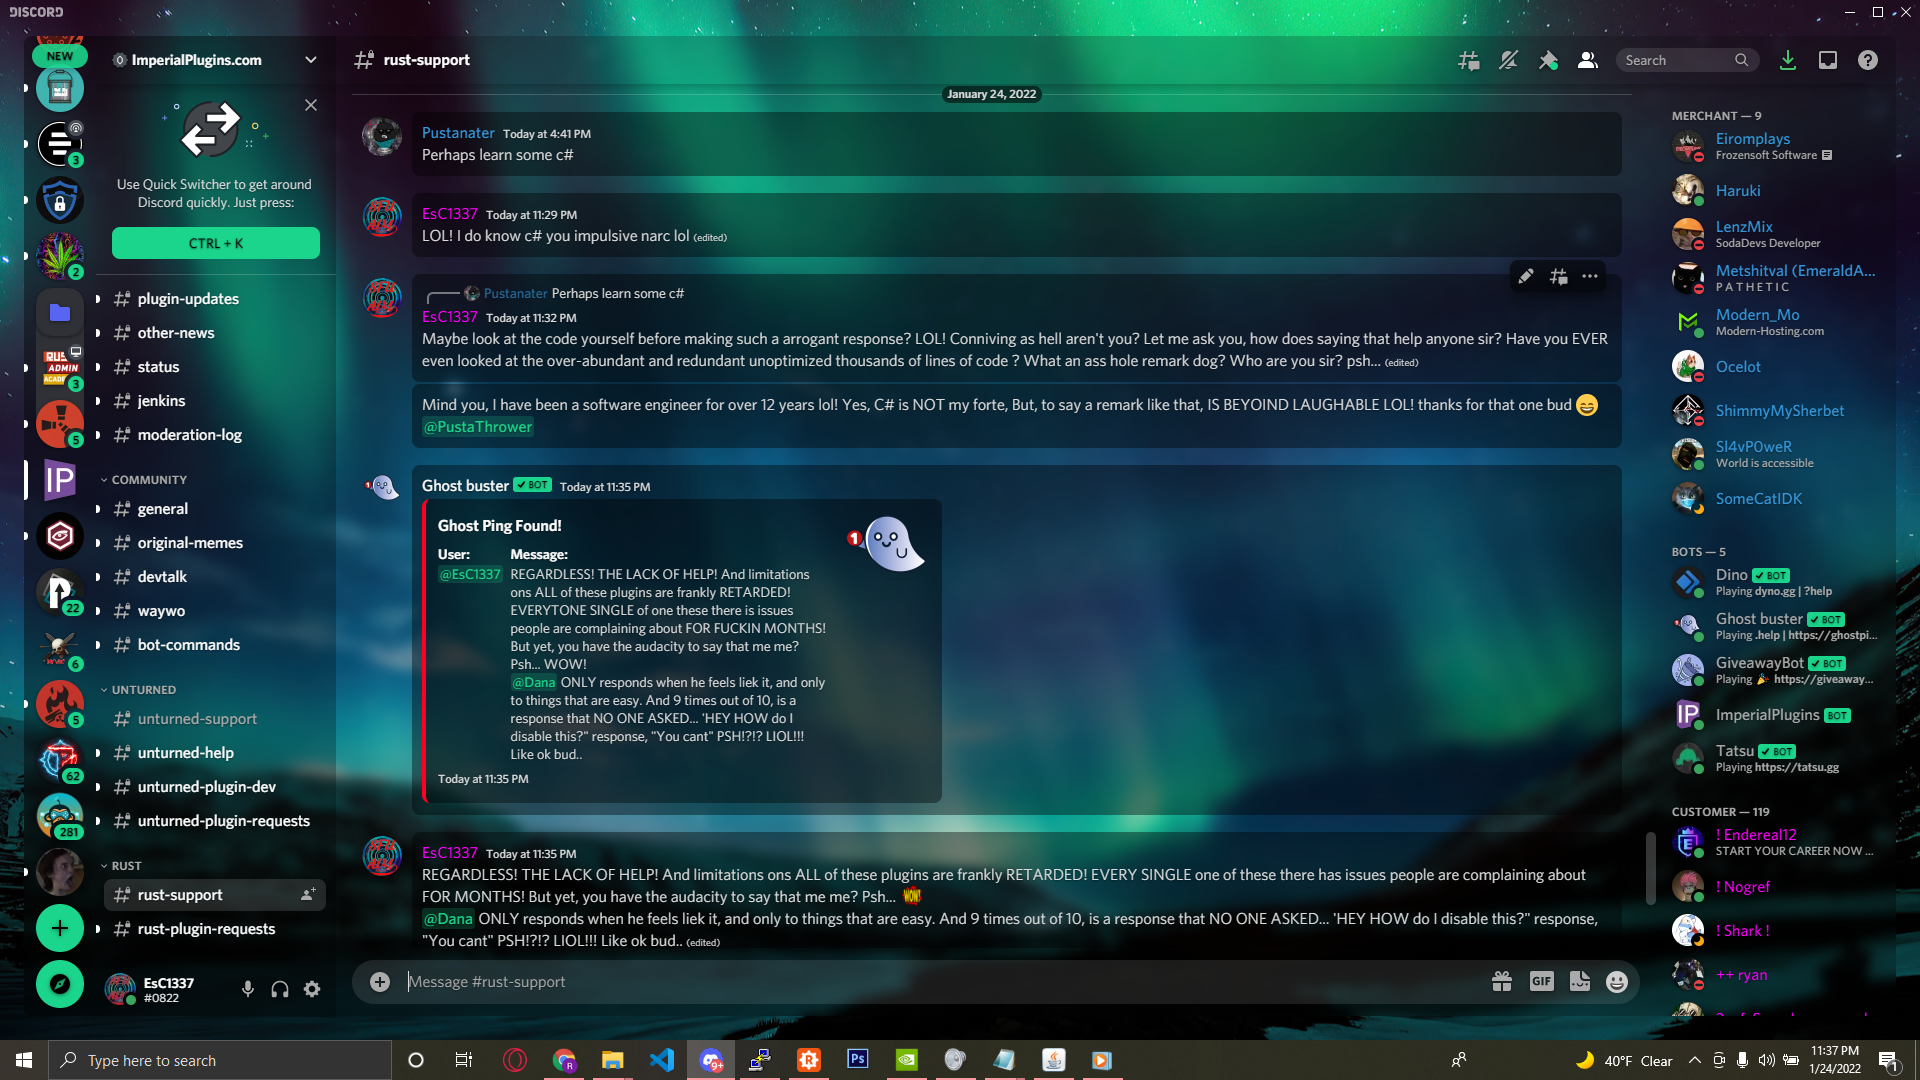 DISCORD
NEW
ImperialPlugins.com
rust-support
Search
Use Quick Switcher to get around
Discord quickly. Just press:
CTRL + K
plugin-updates
other-news
status
jenkins
moderation-log
COMMUNITY
general
original-memes
devtalk
waywo
bot-commands
UNTURNED
unturned-support
unturned-help
unturned-plugin-dev
unturned-plugin-requests
RUST
rust-support
rust-plugin-requests
EsC1337
#0822
3
2
RUST
ADMIN
ACADEMY
3
5
IP
22
6
5
62
281
January 24, 2022
Pustanater Today at 4:41 PM
Perhaps learn some c#
EsC1337 Today at 11:29 PM
LOL! I do know c# you impulsive narc lol (edited)
Pustanater Perhaps learn some c#
EsC1337 Today at 11:32 PM
Maybe look at the code yourself before making such a arrogant response? LOL! Conniving as hell aren't you? Let me ask you, how does saying that help anyone sir? Have you EVER
even looked at the over-abundant and redundant unoptimized thousands of lines of code ? What an ass hole remark dog? Who are you sir? psh... (edited)
Mind you, I have been a software engineer for over 12 years lol! Yes, C# is NOT my forte, But, to say a remark like that, IS BEYOIND LAUGHABLE LOL! thanks for that one bud
@PustaThrower
Ghost buster BOT Today at 11:35 PM
Ghost Ping Found!
1
User: Message:
@EsC1337 REGARDLESS! THE LACK OF HELP! And limitations
ons ALL of these plugins are frankly RETARDED!
EVERYTONE SINGLE of one these there is issues
people are complaining about FOR FUCKIN MONTHS!
But yet, you have the audacity to say that me me?
Psh... WOW!
@Dana ONLY responds when he feels liek it, and only
to things that are easy. And 9 times out of 10, is a
response that NO ONE ASKED... 'HEY HOW do I
disable this?" response, "You cant" PSH!?!? LIOL!!!
Like ok bud..
Today at 11:35 PM
EsC1337 Today at 11:35 PM
REGARDLESS! THE LACK OF HELP! And limitations ons ALL of these plugins are frankly RETARDED! EVERY SINGLE one of these there has issues people are complaining about
FOR MONTHS! But yet, you have the audacity to say that me me? Psh... WOW!
@Dana ONLY responds when he feels liek it, and only to things that are easy. And 9 times out of 10, is a response that NO ONE ASKED... 'HEY HOW do I disable this?" response,
"You cant" PSH!?!? LIOL!!! Like ok bud.. (edited)
Message #rust-support
GIF
MERCHANT — 9
Eiromplays
Frozensoft Software
Haruki
LenzMix
SodaDevs Developer
Metshitval (EmeraldA...
P A T H E T I C
Modern_Mo
Modern-Hosting.com
Ocelot
ShimmyMySherbet
Sl4vP0weR
World is accessible
SomeCatIDK
BOTS — 5
Dino BOT
Playing dyno.gg | ?help
Ghost buster BOT
Playing .help | https://ghostpi...
GiveawayBot BOT
Playing https://giveaway...
ImperialPlugins BOT
Tatsu BOT
Playing https://tatsu.gg
CUSTOMER — 119
! Endereal12
START YOUR CAREER NOW ...
! Nogref
! Shark !
++ ryan
Type here to search
9+
Ps
40°F Clear
11:37 PM
1/24/2022
1